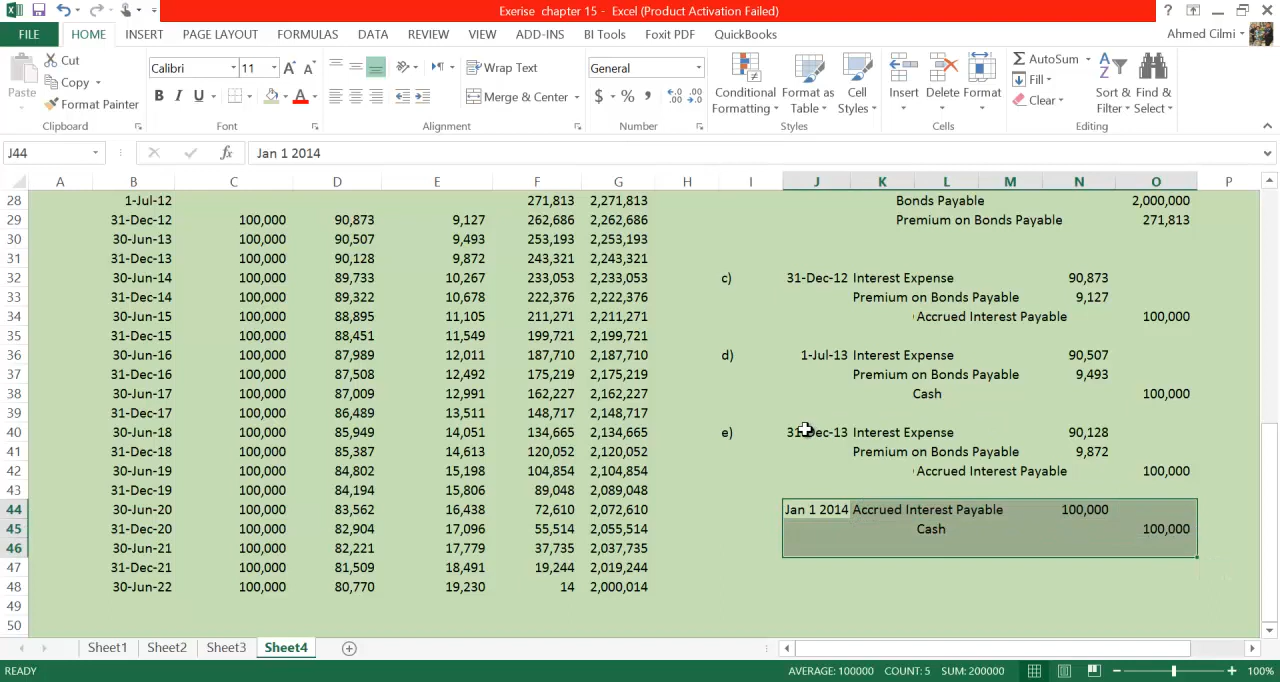 Exerise chapter 15 - Excel (Product Activation Failed)
FILE HOME INSERT PAGE LAYOUT FORMULAS DATA REVIEW VIEW ADD-INS BI Tools Foxit PDF QuickBooks Ahmed Cilmi
Paste Cut Copy Format Painter
Clipboard
Calibri 11
B I U
Font
Wrap Text
Merge & Center
Alignment
General
$ % ,
Number
Conditional Formatting Format as Table Cell Styles
Styles
Insert Delete Format
Cells
AutoSum Fill Clear
Sort & Filter Find & Select
Editing
J44 fx Jan 1 2014
A B C D E F G H I J K L M N O P
28 1-Jul-12 271,813 2,271,813 Bonds Payable 2,000,000
29 31-Dec-12 100,000 90,873 9,127 262,686 2,262,686 Premium on Bonds Payable 271,813
30 30-Jun-13 100,000 90,507 9,493 253,193 2,253,193
31 31-Dec-13 100,000 90,128 9,872 243,321 2,243,321
32 30-Jun-14 100,000 89,733 10,267 233,053 2,233,053 c) 31-Dec-12 Interest Expense 90,873
33 31-Dec-14 100,000 89,322 10,678 222,376 2,222,376 Premium on Bonds Payable 9,127
34 30-Jun-15 100,000 88,895 11,105 211,271 2,211,271 Accrued Interest Payable 100,000
35 31-Dec-15 100,000 88,451 11,549 199,721 2,199,721
36 30-Jun-16 100,000 87,989 12,011 187,710 2,187,710 d) 1-Jul-13 Interest Expense 90,507
37 31-Dec-16 100,000 87,508 12,492 175,219 2,175,219 Premium on Bonds Payable 9,493
38 30-Jun-17 100,000 87,009 12,991 162,227 2,162,227 Cash 100,000
39 31-Dec-17 100,000 86,489 13,511 148,717 2,148,717
40 30-Jun-18 100,000 85,949 14,051 134,665 2,134,665 e) 31-Dec-13 Interest Expense 90,128
41 31-Dec-18 100,000 85,387 14,613 120,052 2,120,052 Premium on Bonds Payable 9,872
42 30-Jun-19 100,000 84,802 15,198 104,854 2,104,854 Accrued Interest Payable 100,000
43 31-Dec-19 100,000 84,194 15,806 89,048 2,089,048
44 30-Jun-20 100,000 83,562 16,438 72,610 2,072,610 Jan 1 2014 Accrued Interest Payable 100,000
45 31-Dec-20 100,000 82,904 17,096 55,514 2,055,514 Cash 100,000
46 30-Jun-21 100,000 82,221 17,779 37,735 2,037,735
47 31-Dec-21 100,000 81,509 18,491 19,244 2,019,244
48 30-Jun-22 100,000 80,770 19,230 14 2,000,014
49
50
Sheet1 Sheet2 Sheet3 Sheet4
READY AVERAGE: 100000 COUNT: 5 SUM: 200000 100%